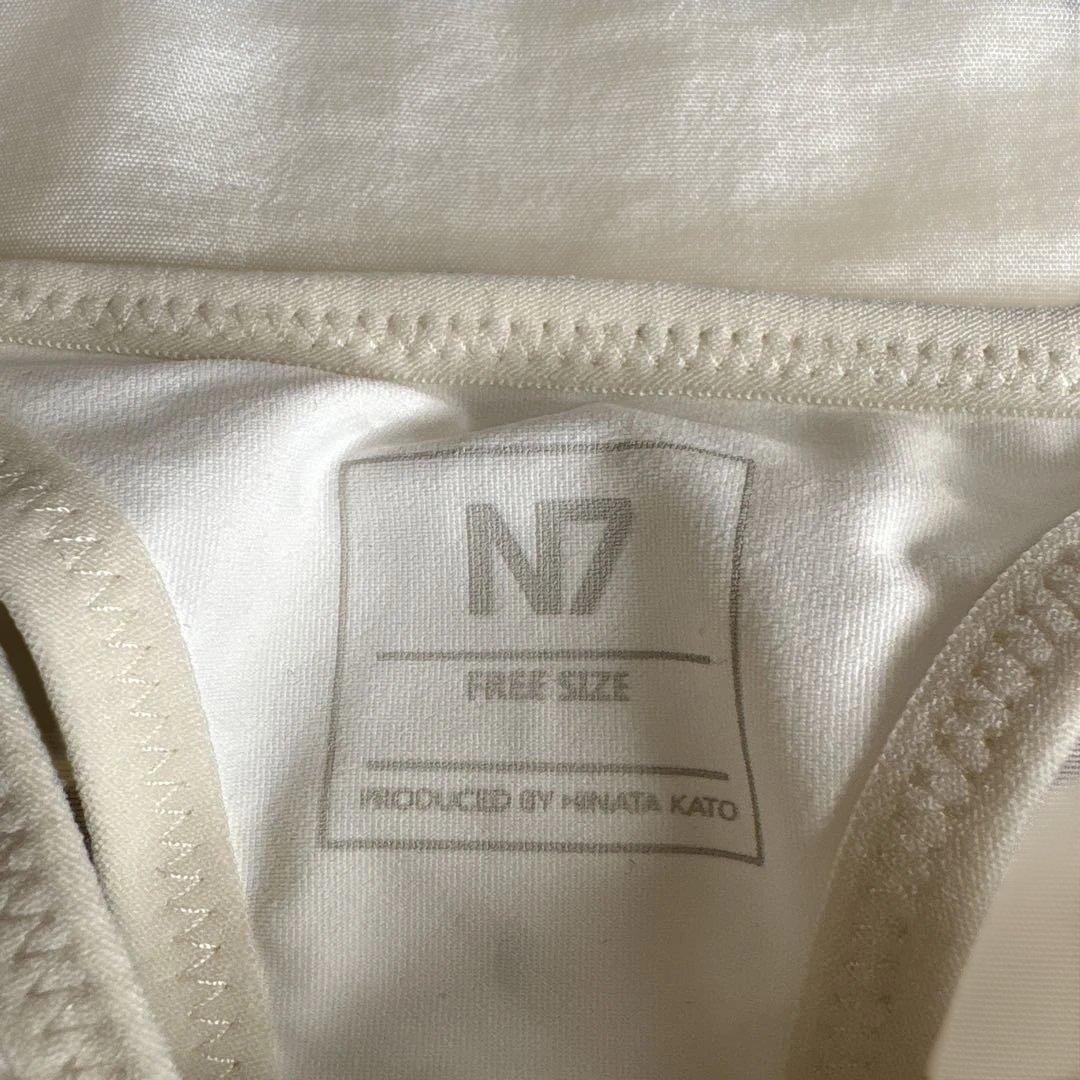 N7
FREE SIZE
PRODUCED BY HINATA KATO